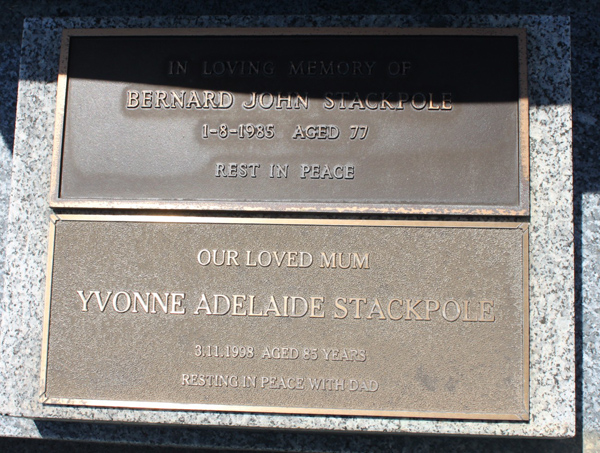 IN LOVING MEMORY OF
BERNARD JOHN STACKPOLE
1-8-1985 AGED 77
REST IN PEACE
OUR LOVED MUM
YVONNE ADELAIDE STACKPOLE
3.11.1998 AGED 85 YEARS
RESTING IN PEACE WITH DAD